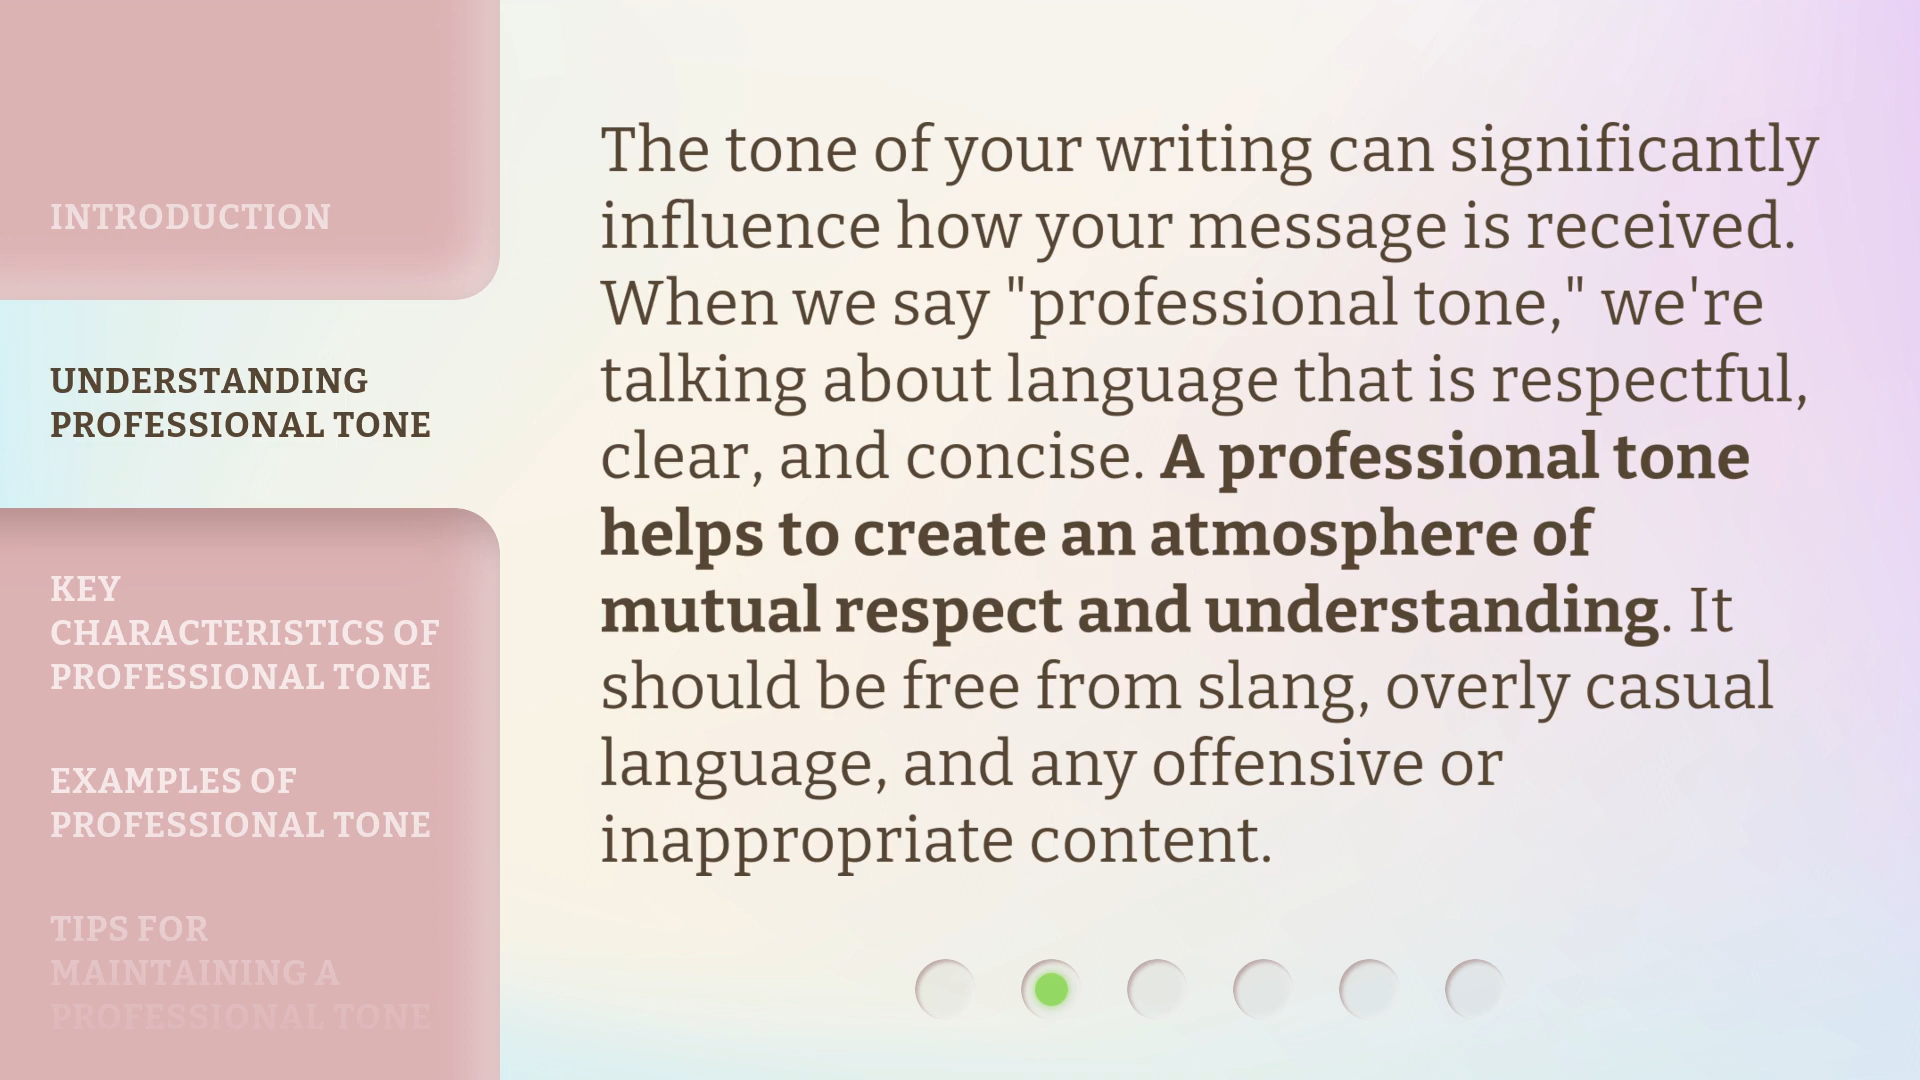 INTRODUCTION
UNDERSTANDING
PROFESSIONAL TONE
KEY
CHARACTERISTICS OF
PROFESSIONAL TONE
EXAMPLES OF
PROFESSIONAL TONE
TIPS FOR
MAINTAINING A
PROFESSIONAL TONE
The tone of your writing can significantly
influence how your message is received.
When we say "professional tone," we're
talking about language that is respectful,
clear, and concise. A professional tone
helps to create an atmosphere of
mutual respect and understanding. It
should be free from slang, overly casual
language, and any offensive or
inappropriate content.